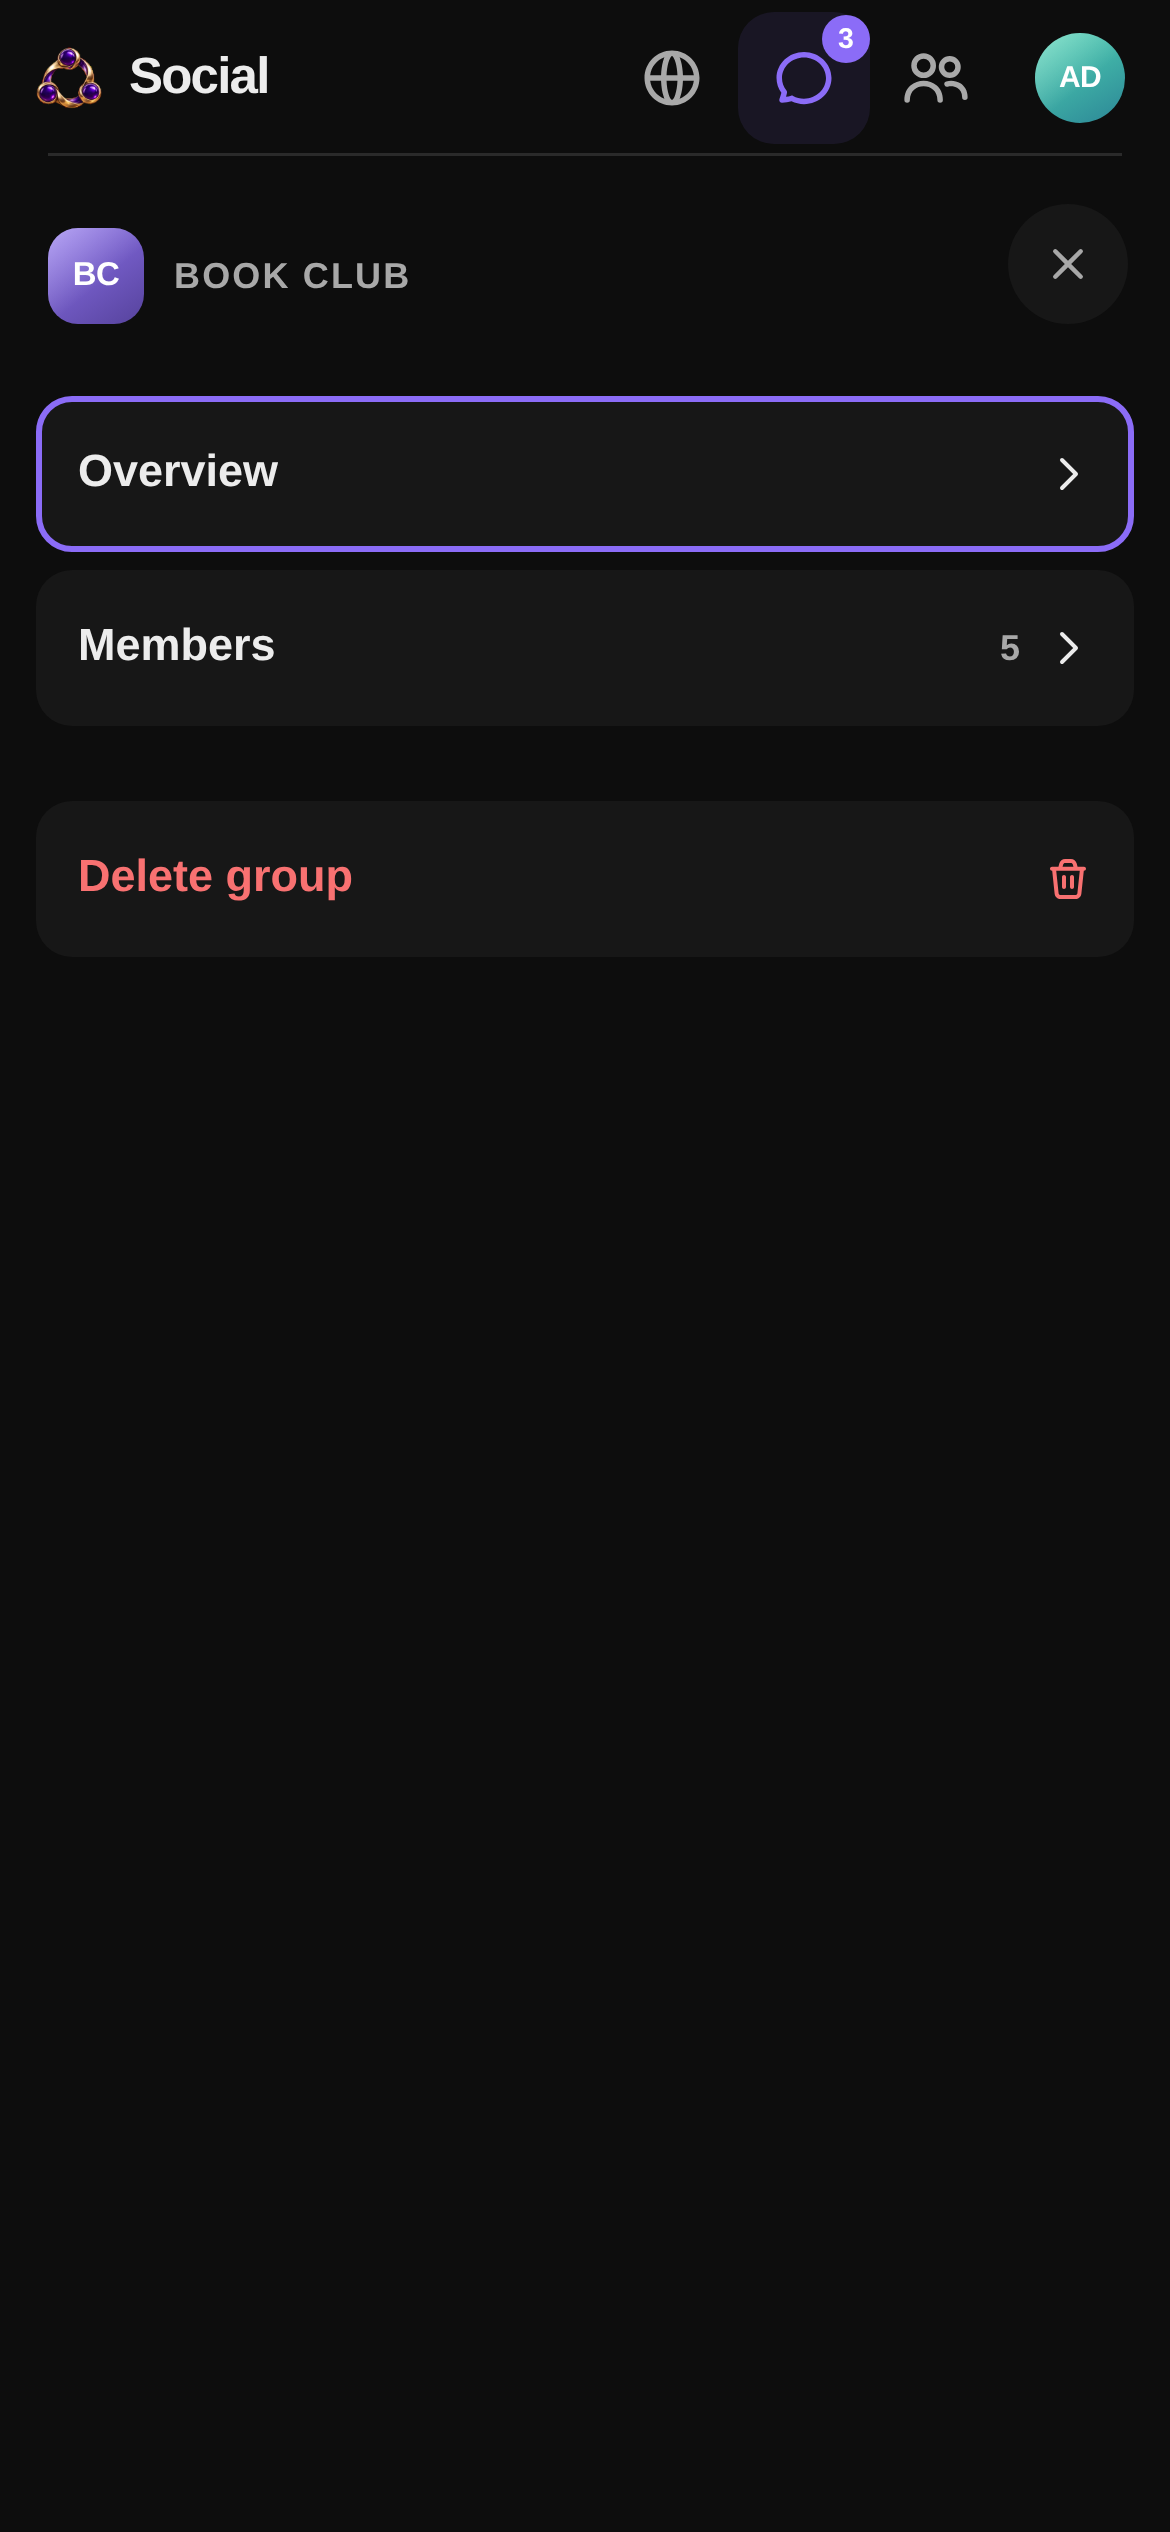 Social
3
AD
BC
BOOK CLUB
Overview
Members
5
Delete group